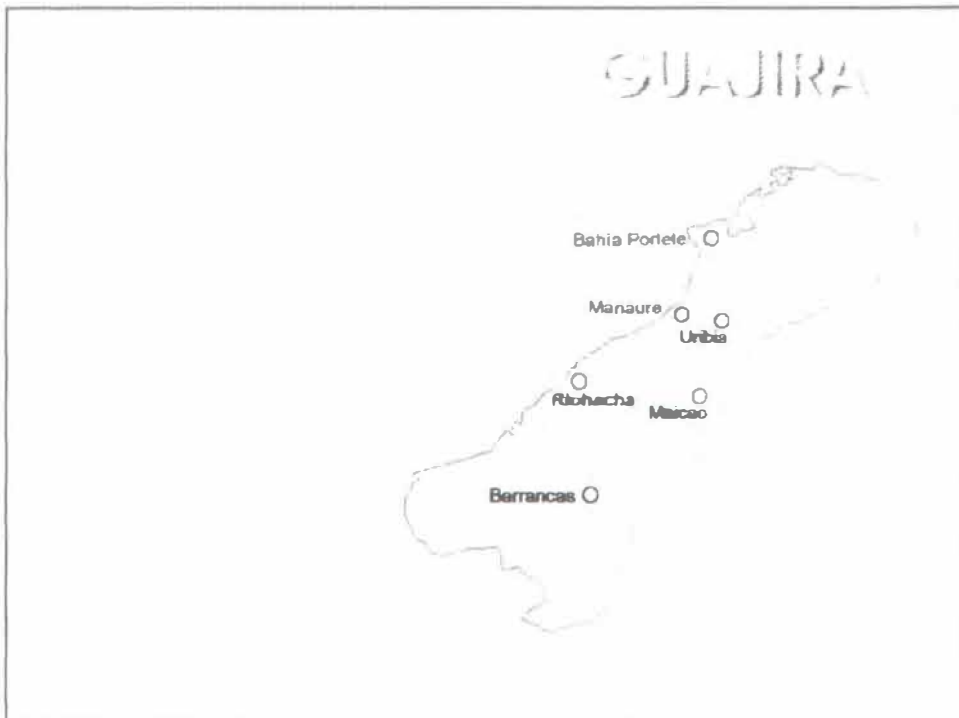 GUAJIRA
Bahia Portete
Manaure
Uribia
Riohacha
Maicao
Barrancas